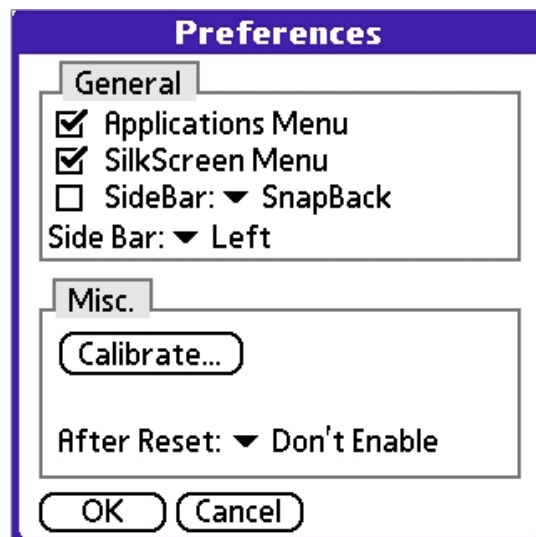 Preferences
General
Applications Menu
SilkScreen Menu
SideBar: SnapBack
Side Bar: Left
Misc.
Calibrate...
After Reset: Don't Enable
OK Cancel